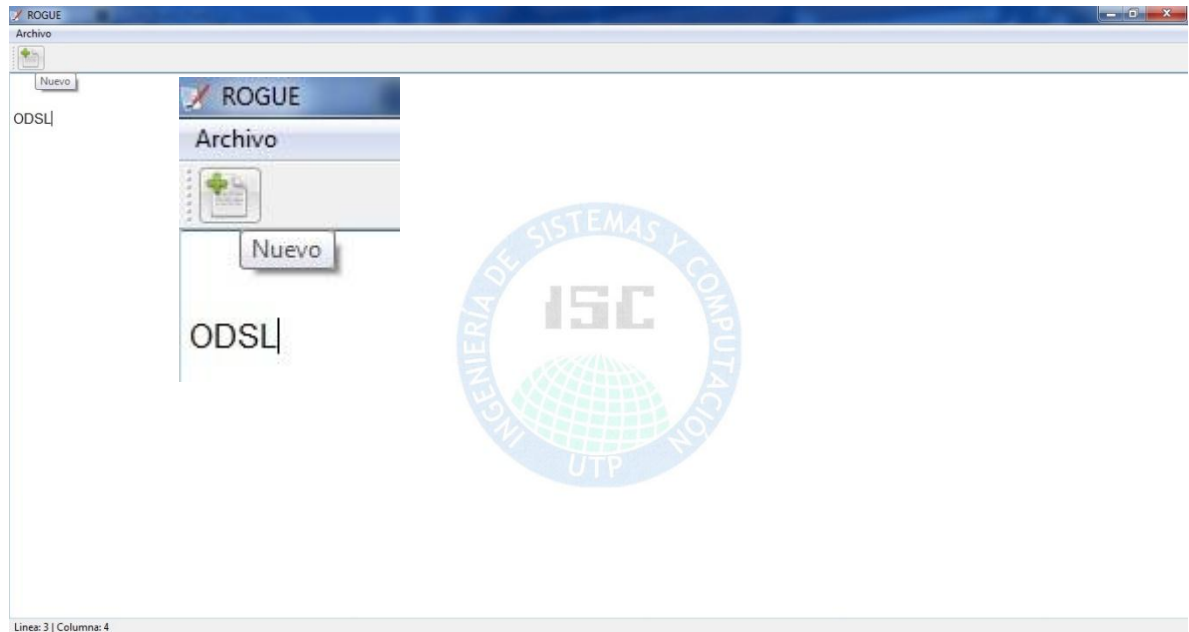 ROGUE
Archivo
Nuevo
ODSL
ROGUE
Archivo
Nuevo
ODSL
INGENIERÍA DE SISTEMAS Y COMPUTACIÓN
ISC
UTP
Linea: 3 | Columna: 4